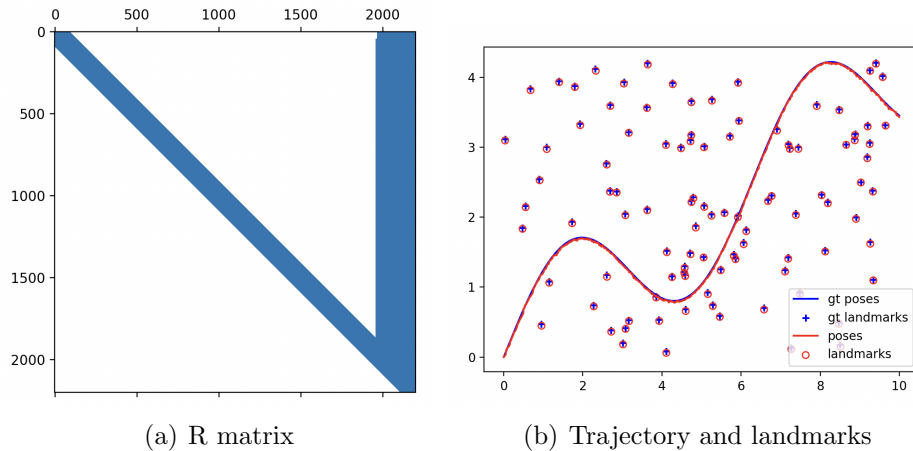 0 500 1000 1500 2000
0
500
1000
1500
2000
(a) R matrix
4
3
2
1
0
0 2 4 6 8 10
gt poses
gt landmarks
poses
landmarks
(b) Trajectory and landmarks